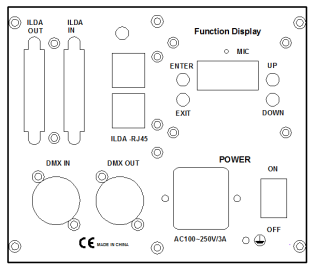 ILDA OUT
ILDA IN
Function Display
MIC
ENTER
UP
EXIT
DOWN
ILDA -RJ45
DMX IN
DMX OUT
POWER
ON
OFF
AC100~250V/3A
CE MADE IN CHINA